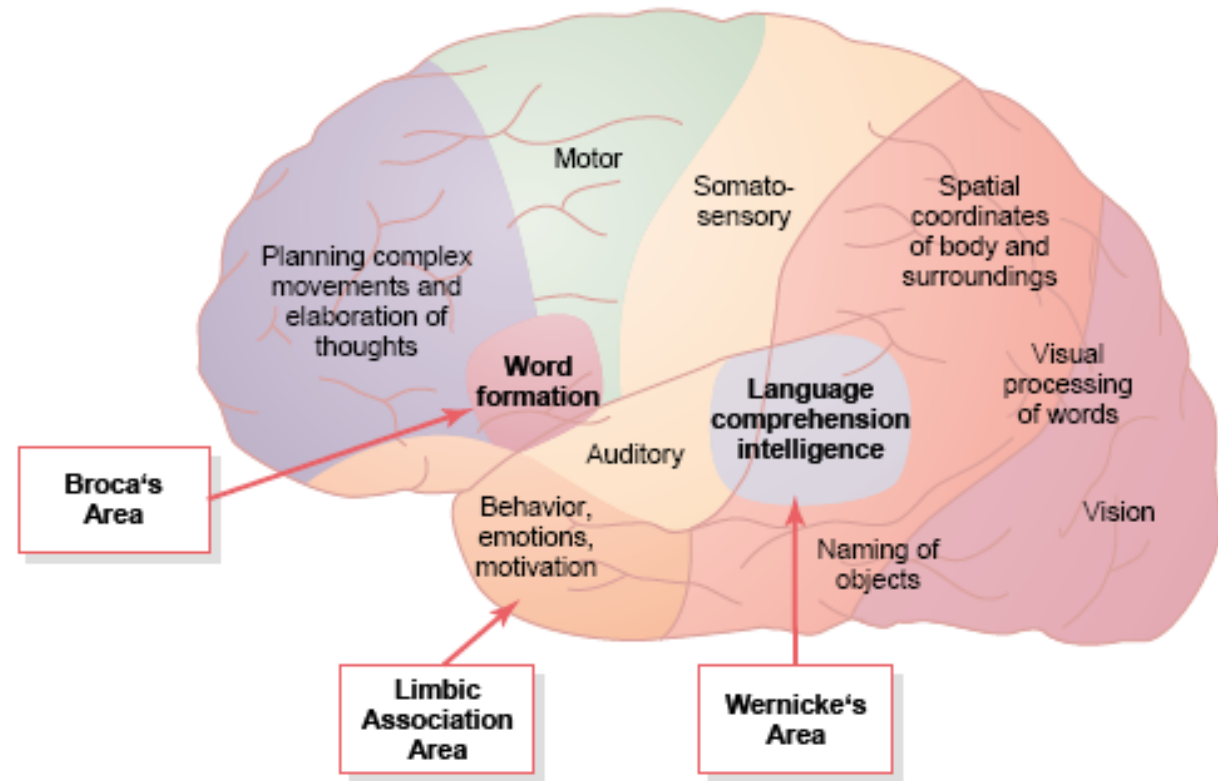 Motor
Somato-
sensory
Spatial
coordinates
of body and
surroundings
Planning complex
movements and
elaboration of
thoughts
Word
formation
Language
comprehension
intelligence
Visual
processing
of words
Auditory
Broca‘s
Area
Behavior,
emotions,
motivation
Vision
Naming of
objects
Limbic
Association
Area
Wernicke‘s
Area